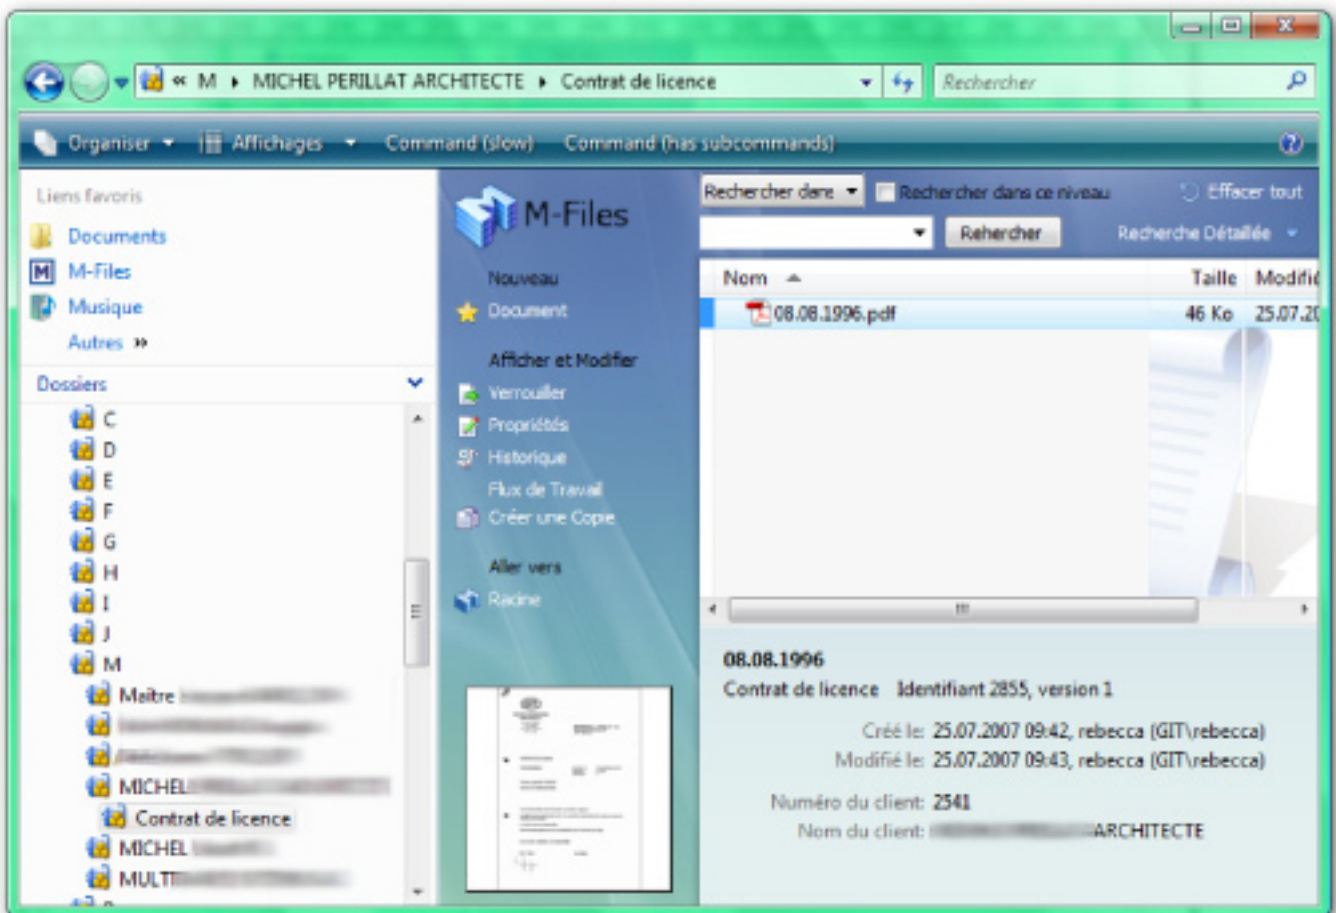 « M ▸ MICHEL PERILLAT ARCHITECTE ▸ Contrat de licence
Rechercher
Organiser
Affichages
Command (slow)
Command (has subcommands)
Liens favoris
Documents
M-Files
Musique
Autres »
Dossiers
C
D
E
F
G
H
I
J
M
Maître
MICHEL
Contrat de licence
MICHEL
MULTI
M-Files
Nouveau
Document
Afficher et Modifier
Verrouiller
Propriétés
Historique
Flux de Travail
Créer une Copie
Aller vers
Racine
Rechercher dans
Rechercher dans ce niveau
Effacer tout
Rehercher
Recherche Détaillée
Nom Taille Modifié
08.08.1996.pdf 46 Ko 25.07.20
08.08.1996
Contrat de licence Identifiant 2855, version 1
Créé le: 25.07.2007 09:42, rebecca (GIT\rebecca)
Modifié le: 25.07.2007 09:43, rebecca (GIT\rebecca)
Numéro du client: 2541
Nom du client: ARCHITECTE